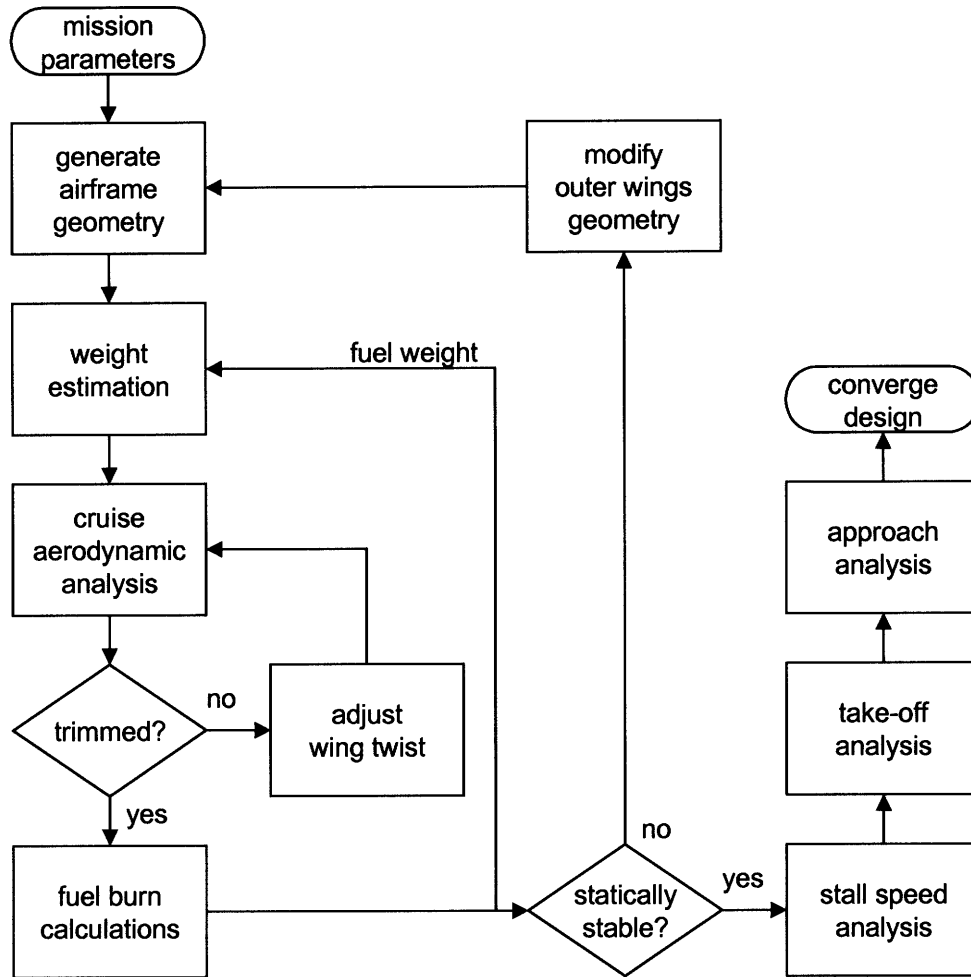 mission
parameters
generate
airframe
geometry
modify
outer wings
geometry
weight
estimation
fuel weight
converge
design
cruise
aerodynamic
analysis
approach
analysis
trimmed?
no
adjust
wing twist
take-off
analysis
yes
no
fuel burn
calculations
statically
stable?
yes
stall speed
analysis